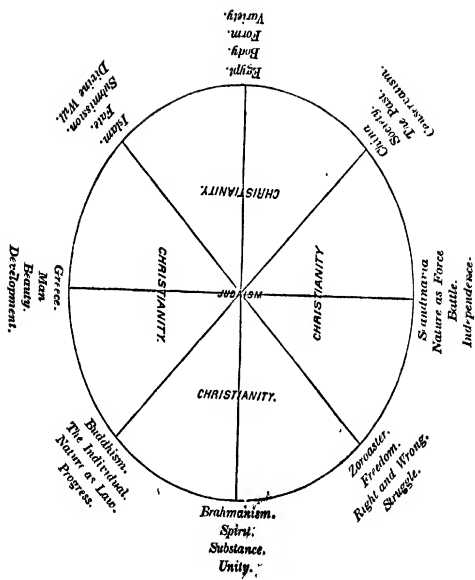 Egypt.
Body.
Form.
Variety.
China
Society.
The Past.
Conservatism.
Scandinavia
Nature as Force
Battle.
Independence.
Zoroaster.
Freedom.
Right and Wrong.
Struggle.
Brahmanism.
Spirit.
Substance.
Unity.
Buddhism.
The Individual.
Nature as Law.
Progress.
Greece.
Man
Beauty.
Development.
Islam.
Fate.
Submission.
Divine Will.
CHRISTIANITY.
CHRISTIANITY
CHRISTIANITY.
CHRISTIANITY.
JUDAISM